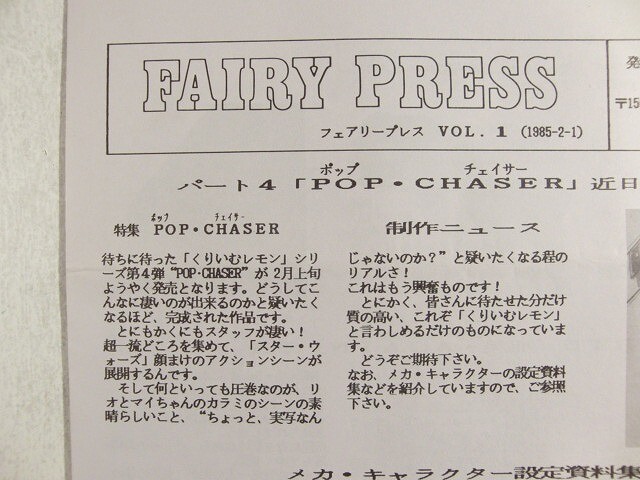 FAIRY PRESS
フェアリープレス VOL. 1 (1985-2-1)
発
〒15
ポップ チェイサー
パート4「POP・CHASER」近日
特集 POP・CHASER
ポップ チェイサー
待ちに待った「くりいむレモン」シリ
ーズ第4弾“POP・CHASER”が2月上旬
ようやく発売となります。どうしてこ
んなに凄いのが出来るのかと疑いたく
なるほど、完成された作品です。
とにもかくにもスタッフが凄い!
超一流どころを集めて、「スター・ウ
ォーズ」顔まけのアクションシーンが
展開するんです。
そして何といっても圧巻なのが、リ
オとマイちゃんのカラミのシーンの素
晴らしいこと、“ちょっと、実写なん
制作ニュース
じゃないのか?”と疑いたくなる程の
リアルさ!
これはもう興奮ものです!
とにかく、皆さんに待たせた分だけ
質の高い、これぞ「くりいむレモン」
と言わしめるだけのものになっていま
す。
どうぞご期待下さい。
なお、メカ・キャラクターの設定資料
集などを紹介していますので、ご参照
下さい。
メカ・キャラクター設定資料集